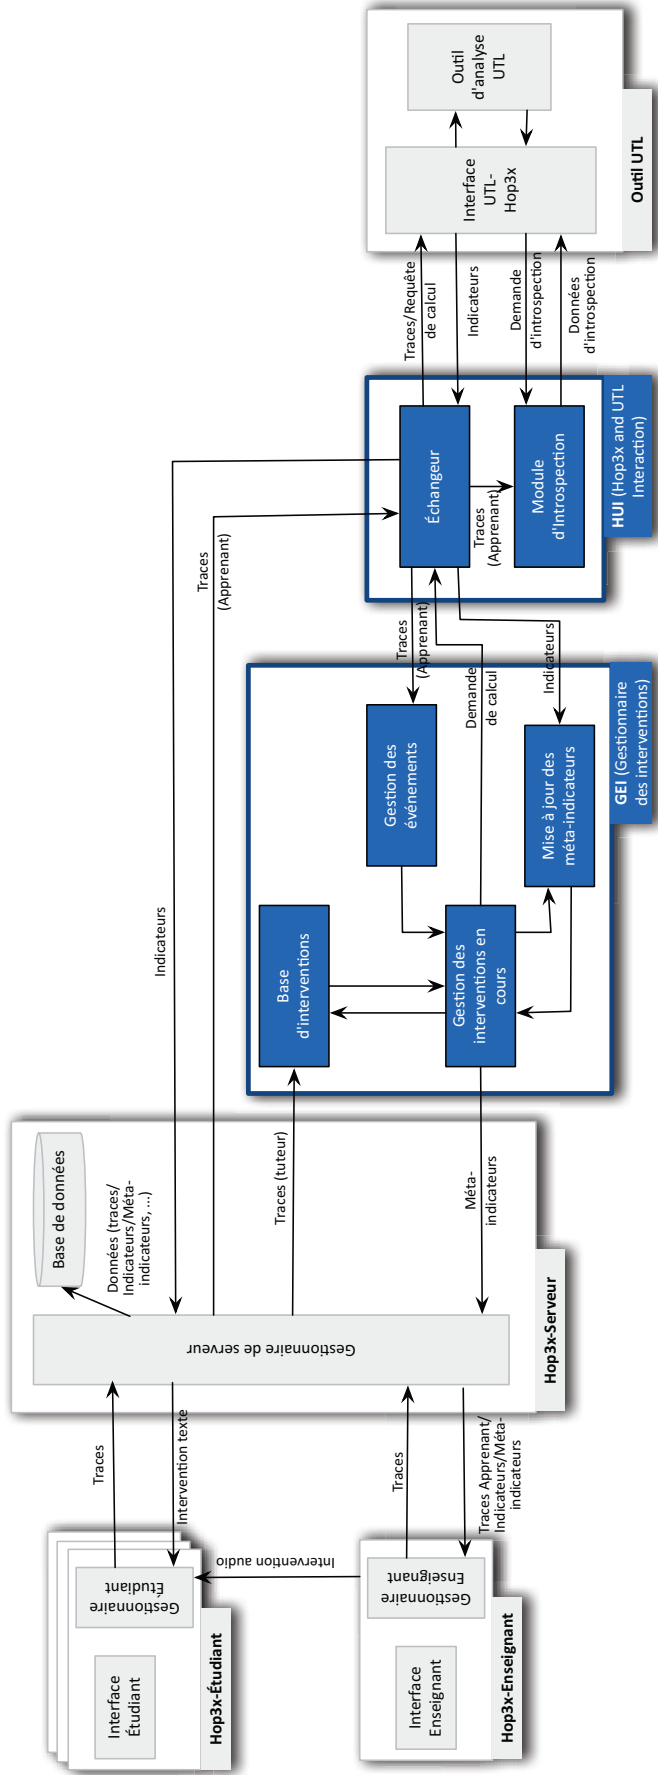 Interface
Étudiant
Gestionnaire
Étudiant
Hop3x-Étudiant
Interface
Enseignant
Gestionnaire
Enseignant
Hop3x-Enseignant
Intervention audio
Traces
Intervention texte
Traces
Traces Apprenant/
Indicateurs/Méta-
indicateurs
Base de données
Données (traces/
Indicateurs/Méta-
indicateurs, ...)
Gestionnaire de serveur
Hop3x-Serveur
Indicateurs
Traces
(Apprenant)
Traces (tuteur)
Méta-
indicateurs
Base
d'interventions
Gestion des
événements
Gestion des
interventions en
cours
Mise à jour des
méta-indicateurs
GEI (Gestionnaire
des interventions)
Traces
(Apprenant)
Demande
de calcul
Indicateurs
Échangeur
Traces
(Apprenant)
Module
d'Introspection
HUI (Hop3x and UTL
Interaction)
Traces/Requête
de calcul
Indicateurs
Demande
d'introspection
Données
d'introspection
Interface
UTL-
Hop3x
Outil
d'analyse
UTL
Outil UTL